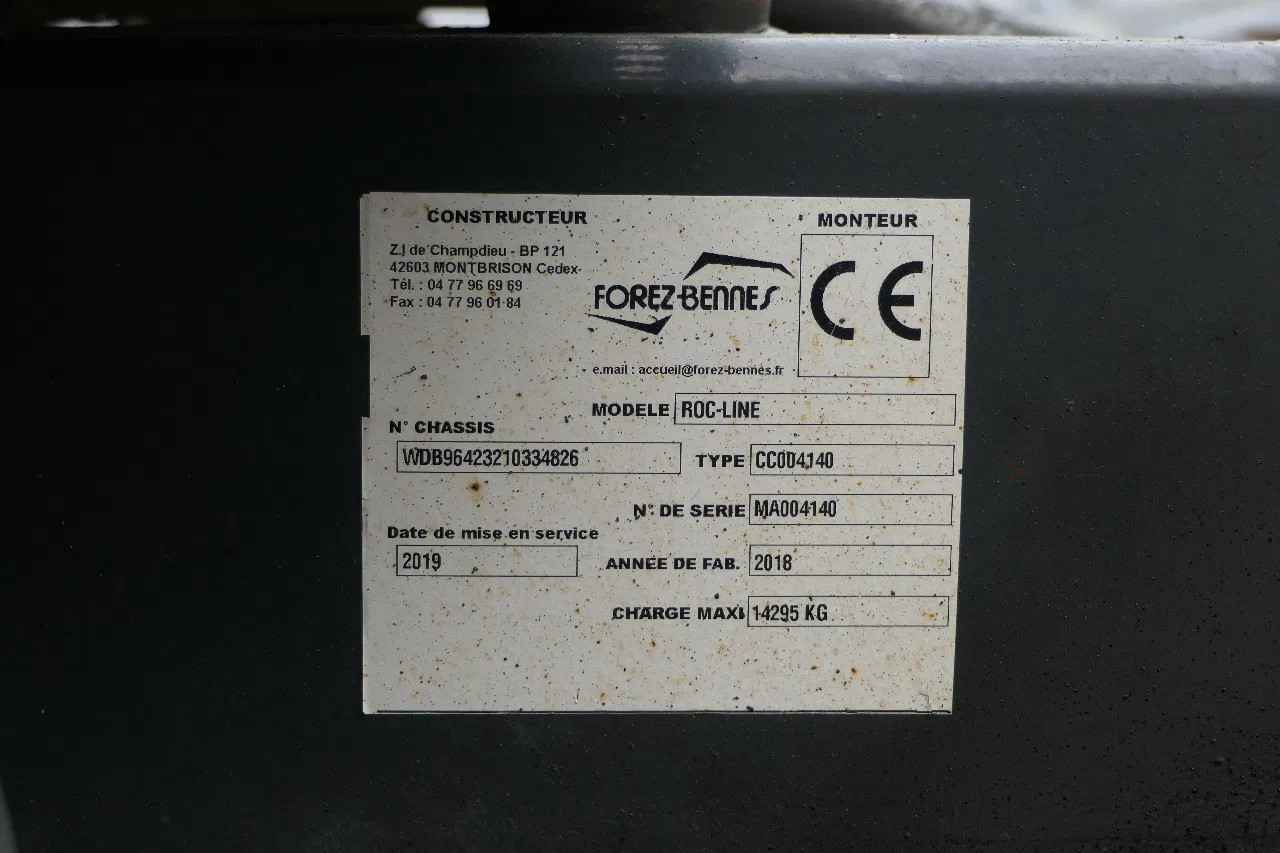 CONSTRUCTEUR
MONTEUR
Z.I de Champdieu - BP 121
42603 MONTBRISON Cedex
Tél. : 04 77 96 69 69
Fax : 04 77 96 01 84
FOREZ-BENNES
CE
e.mail : accueil@forez-bennes.fr
MODELE ROC-LINE
N° CHASSIS
WDB96423210334826
TYPE CC004140
N° DE SERIE MA004140
Date de mise en service
2019
ANNÉE DE FAB. 2018
CHARGE MAXI 14295 KG